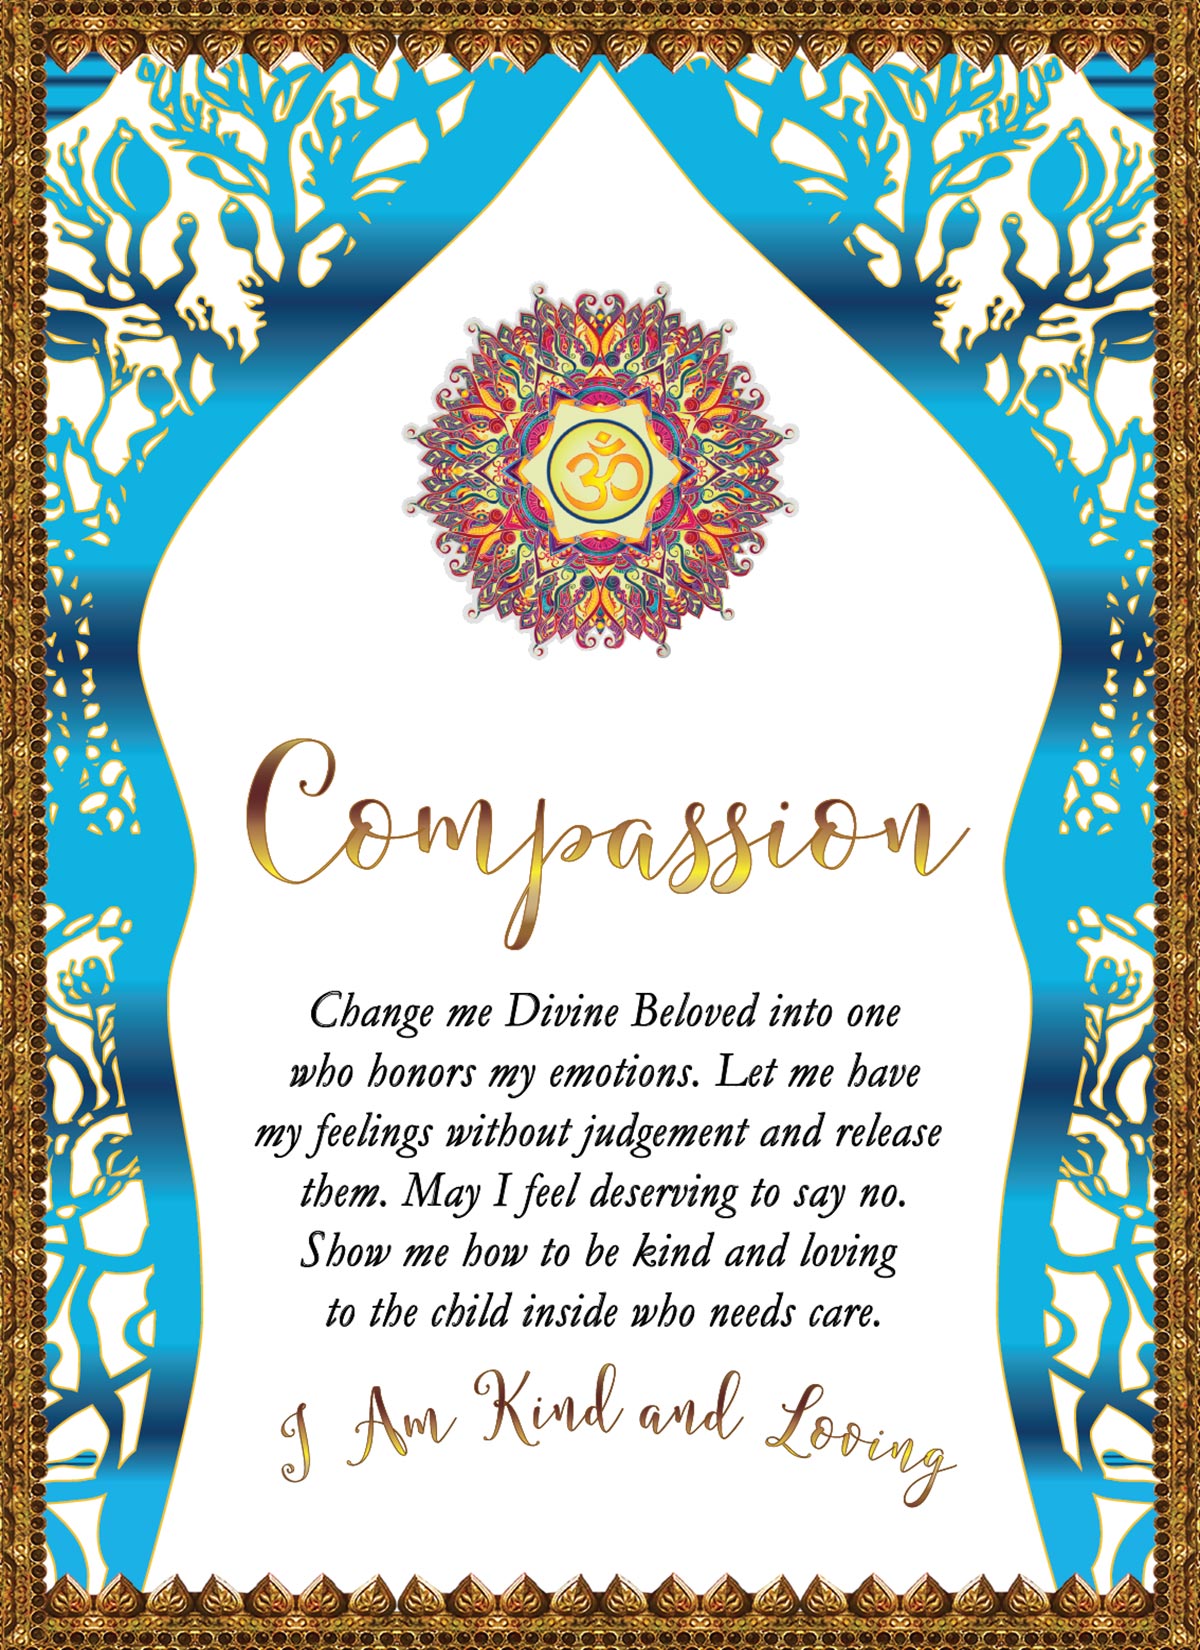 ॐ
Compassion
Change me Divine Beloved into one
who honors my emotions. Let me have
my feelings without judgement and release
them. May I feel deserving to say no.
Show me how to be kind and loving
to the child inside who needs care.
I Am Kind and Loving